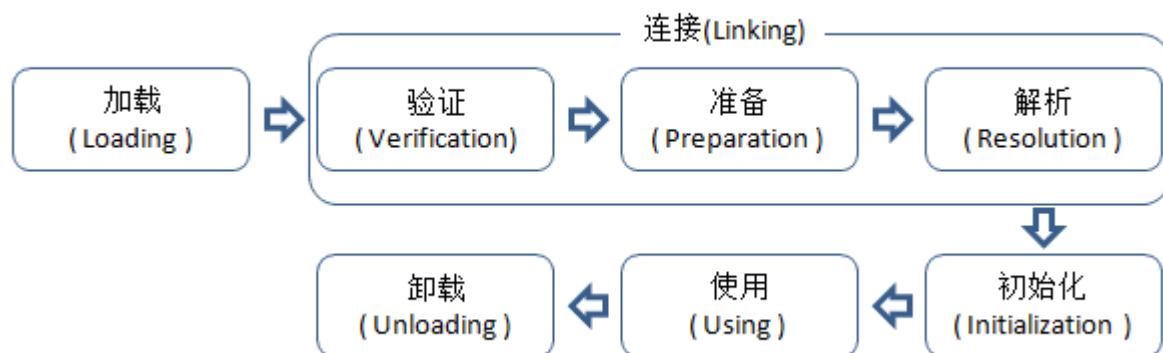 连接(Linking)
加载
( Loading )
验证
( Verification)
准备
( Preparation )
解析
( Resolution )
卸载
( Unloading )
使用
( Using )
初始化
( Initialization )